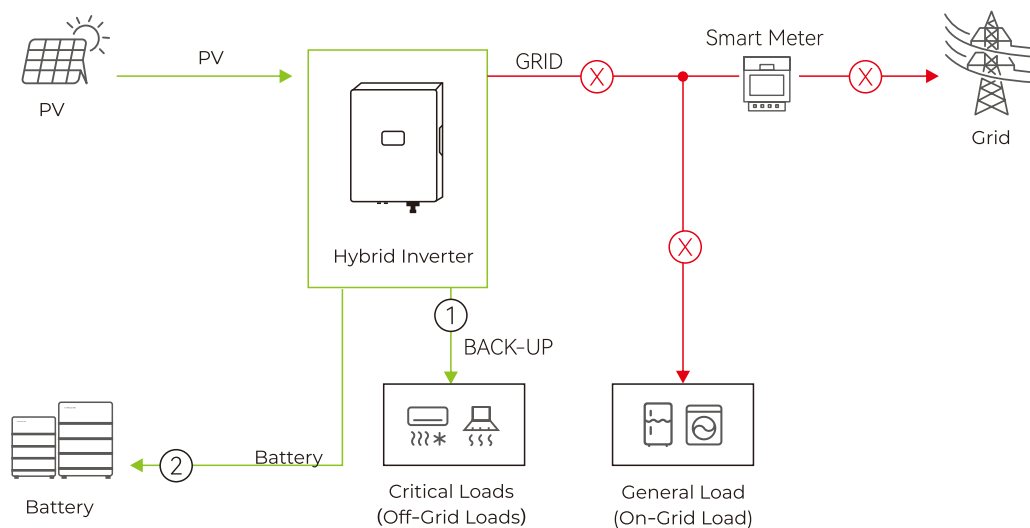 PV
PV
GRID
X
Smart Meter
X
Grid
Hybrid Inverter
X
1
BACK-UP
Battery
2
Battery
Critical Loads
(Off-Grid Loads)
General Load
(On-Grid Load)